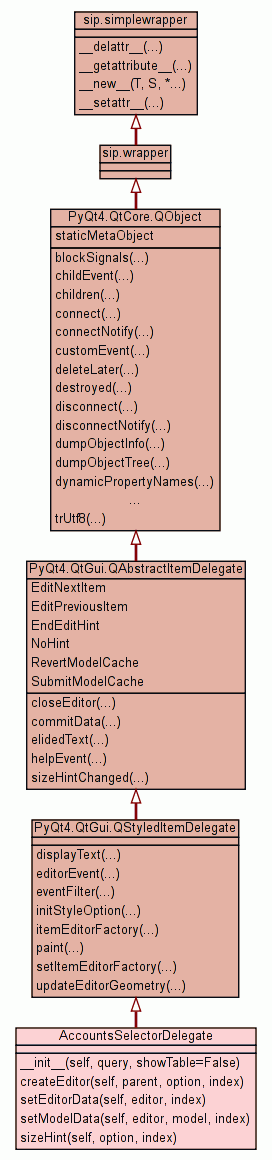 sip.simplewrapper
__delattr__(...)
__getattribute__(...)
__new__(T, S, *...)
__setattr__(...)
sip.wrapper
PyQt4.QtCore.QObject
staticMetaObject
blockSignals(...)
childEvent(...)
children(...)
connect(...)
connectNotify(...)
customEvent(...)
deleteLater(...)
destroyed(...)
disconnect(...)
disconnectNotify(...)
dumpObjectInfo(...)
dumpObjectTree(...)
dynamicPropertyNames(...)
...
trUtf8(...)
PyQt4.QtGui.QAbstractItemDelegate
EditNextItem
EditPreviousItem
EndEditHint
NoHint
RevertModelCache
SubmitModelCache
closeEditor(...)
commitData(...)
elidedText(...)
helpEvent(...)
sizeHintChanged(...)
PyQt4.QtGui.QStyledItemDelegate
displayText(...)
editorEvent(...)
eventFilter(...)
initStyleOption(...)
itemEditorFactory(...)
paint(...)
setItemEditorFactory(...)
updateEditorGeometry(...)
AccountsSelectorDelegate
__init__(self, query, showTable=False)
createEditor(self, parent, option, index)
setEditorData(self, editor, index)
setModelData(self, editor, model, index)
sizeHint(self, option, index)